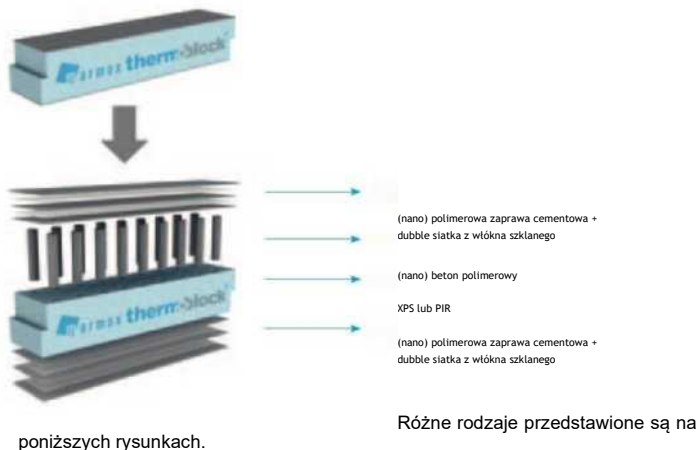 armox therm-block
armox therm-block
(nano) polimerowa zaprawa cementowa +
dubble siatka z włókna szklanego
(nano) beton polimerowy
XPS lub PIR
(nano) polimerowa zaprawa cementowa +
dubble siatka z włókna szklanego
Różne rodzaje przedstawione są na
poniższych rysunkach.